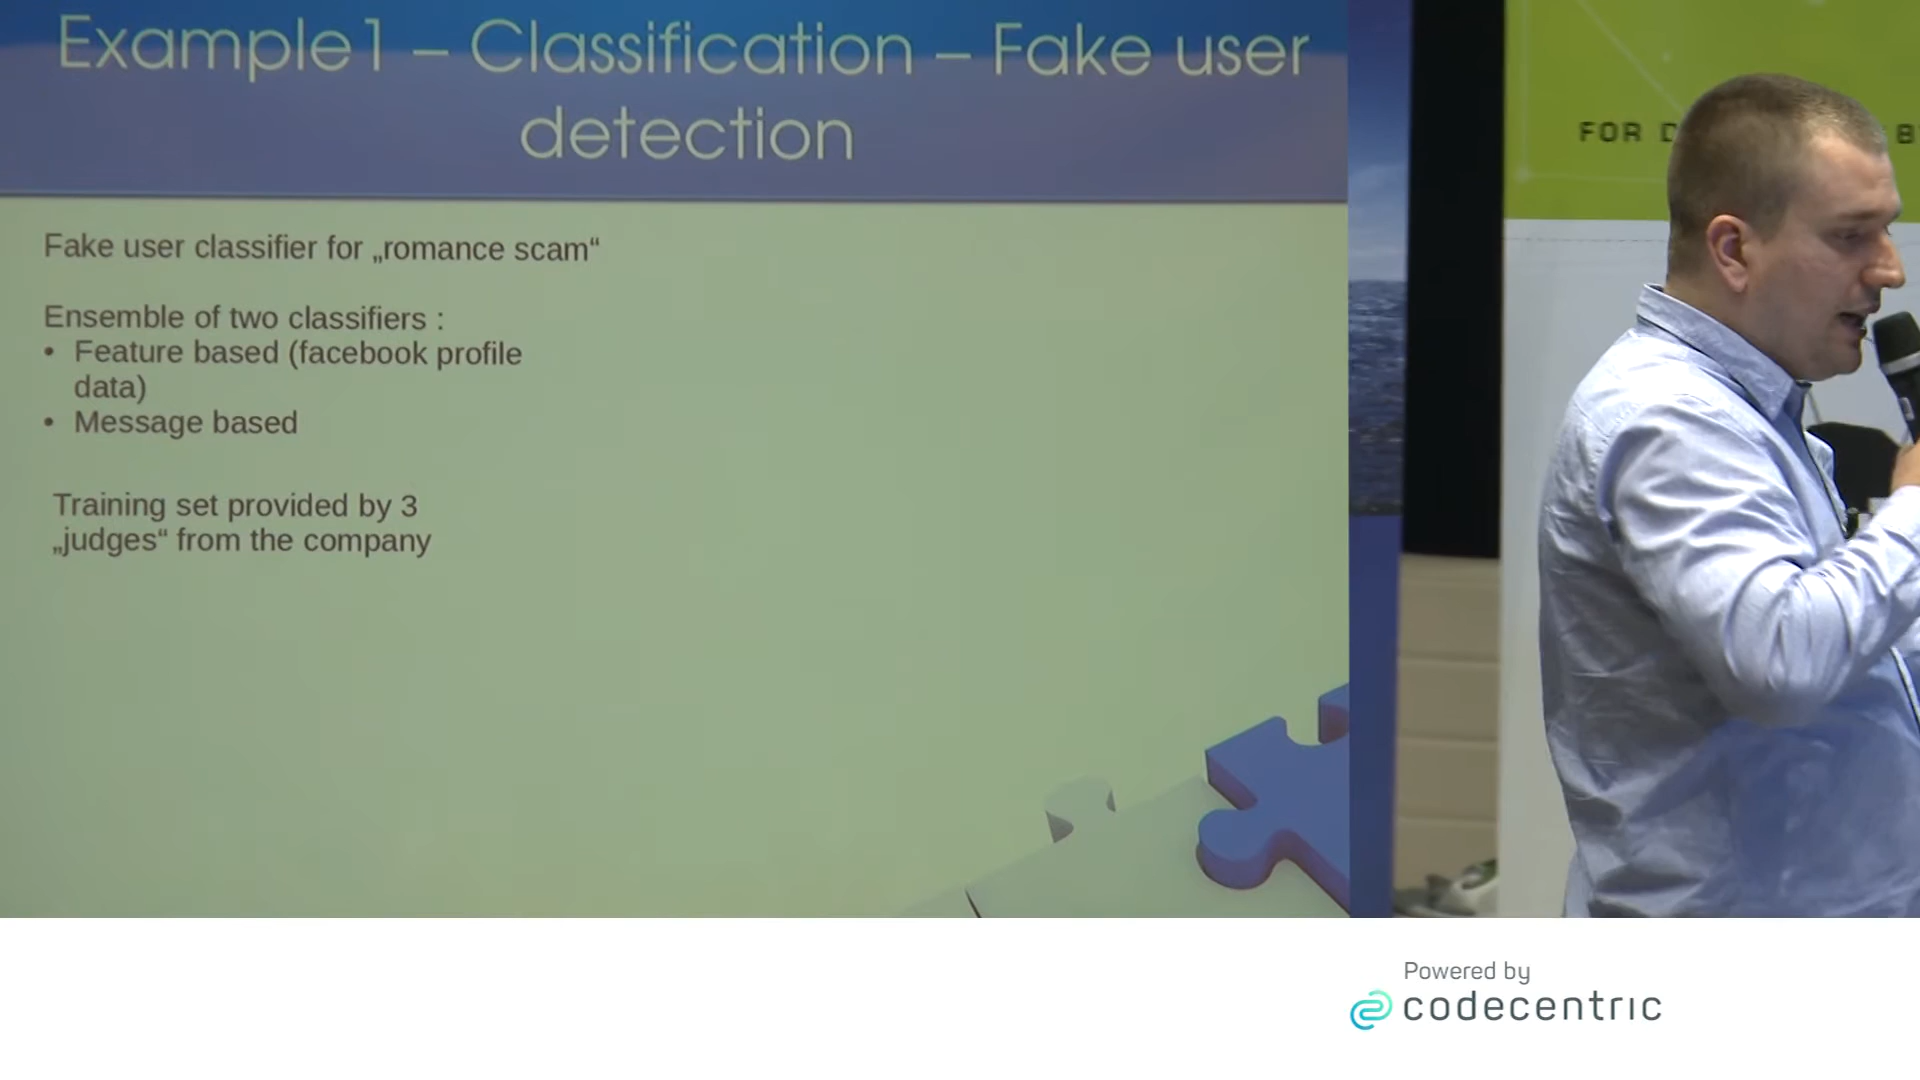 Example1 – Classification – Fake user
detection
Fake user classifier for „romance scam“
Ensemble of two classifiers :
• Feature based (facebook profile
data)
• Message based
Training set provided by 3
„judges“ from the company
FOR
Powered by
codecentric